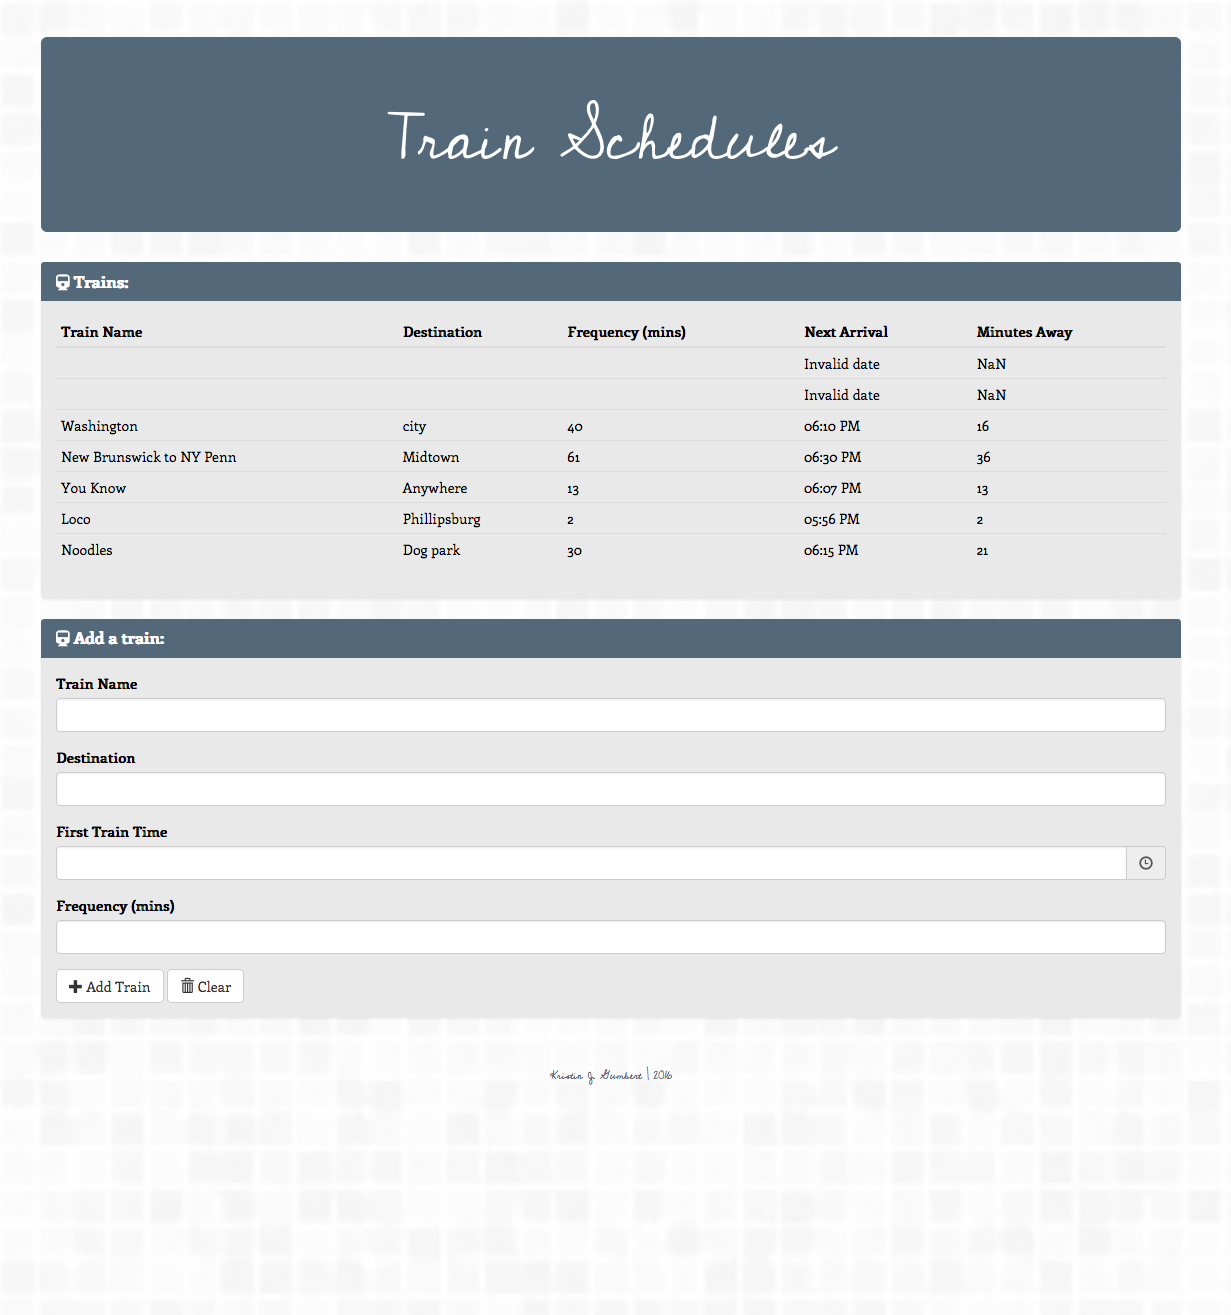 Train Schedules
Trains:
Train Name Destination Frequency (mins) Next Arrival Minutes Away
Invalid date NaN
Invalid date NaN
Washington city 40 06:10 PM 16
New Brunswick to NY Penn Midtown 61 06:30 PM 36
You Know Anywhere 13 06:07 PM 13
Loco Phillipsburg 2 05:56 PM 2
Noodles Dog park 30 06:15 PM 21
Add a train:
Train Name
Destination
First Train Time
Frequency (mins)
Add Train Clear
Kristin J. Gumbert | 2016